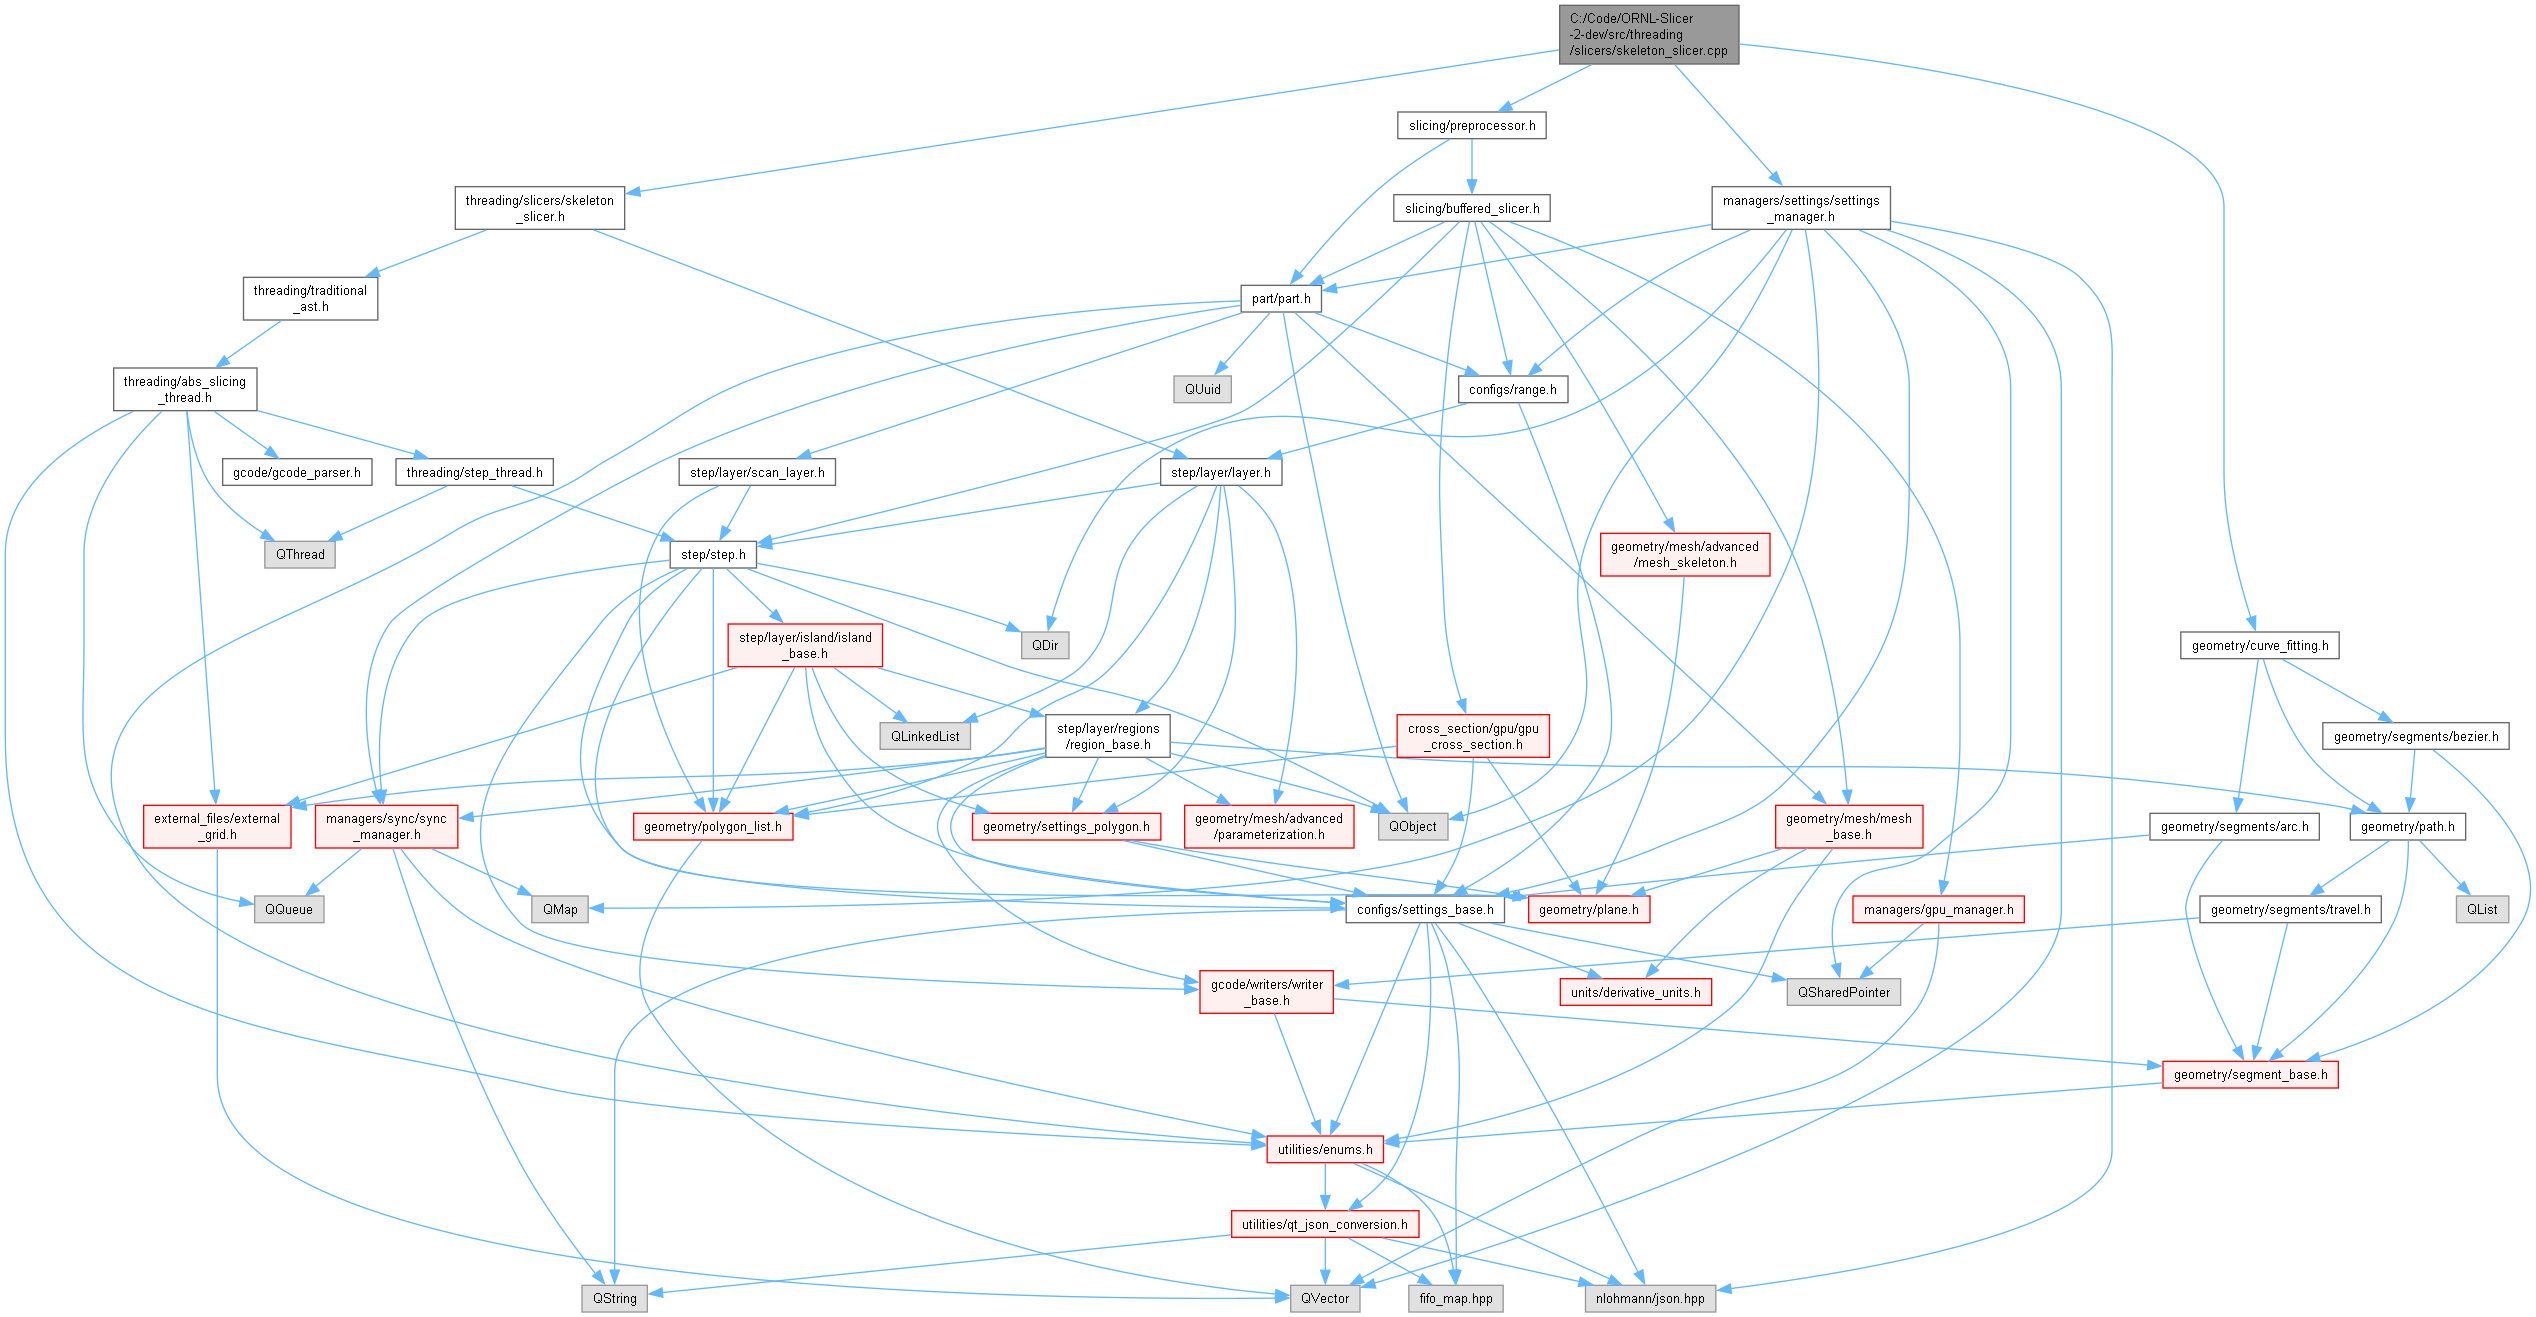 C:/Code/ORNL-Slicer
-2-dev/src/threading
/slicers/skeleton_slicer.cpp
slicing/preprocessor.h
threading/slicers/skeleton
_slicer.h
slicing/buffered_slicer.h
managers/settings/settings
_manager.h
threading/traditional
_ast.h
part/part.h
threading/abs_slicing
_thread.h
QUuid
configs/range.h
gcode/gcode_parser.h
threading/step_thread.h
step/layer/scan_layer.h
step/layer/layer.h
QThread
step/step.h
geometry/mesh/advanced
/mesh_skeleton.h
step/layer/island/island
_base.h
QDir
geometry/curve_fitting.h
QLinkedList
step/layer/regions
/region_base.h
cross_section/gpu/gpu
_cross_section.h
geometry/segments/bezier.h
external_files/external
_grid.h
managers/sync/sync
_manager.h
geometry/polygon_list.h
geometry/settings_polygon.h
geometry/mesh/advanced
/parameterization.h
QObject
geometry/mesh/mesh
_base.h
geometry/segments/arc.h
geometry/path.h
QQueue
QMap
configs/settings_base.h
geometry/plane.h
managers/gpu_manager.h
geometry/segments/travel.h
QList
gcode/writers/writer
_base.h
units/derivative_units.h
QSharedPointer
geometry/segment_base.h
utilities/enums.h
utilities/qt_json_conversion.h
QString
QVector
fifo_map.hpp
nlohmann/json.hpp